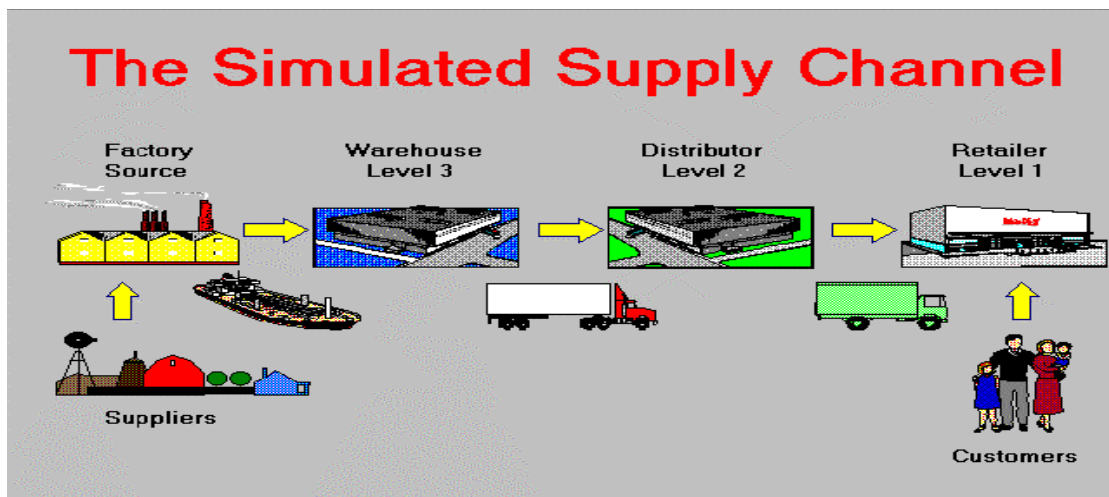 The Simulated Supply Channel
Factory
Source
Warehouse
Level 3
Distributor
Level 2
Retailer
Level 1
Suppliers
Customers